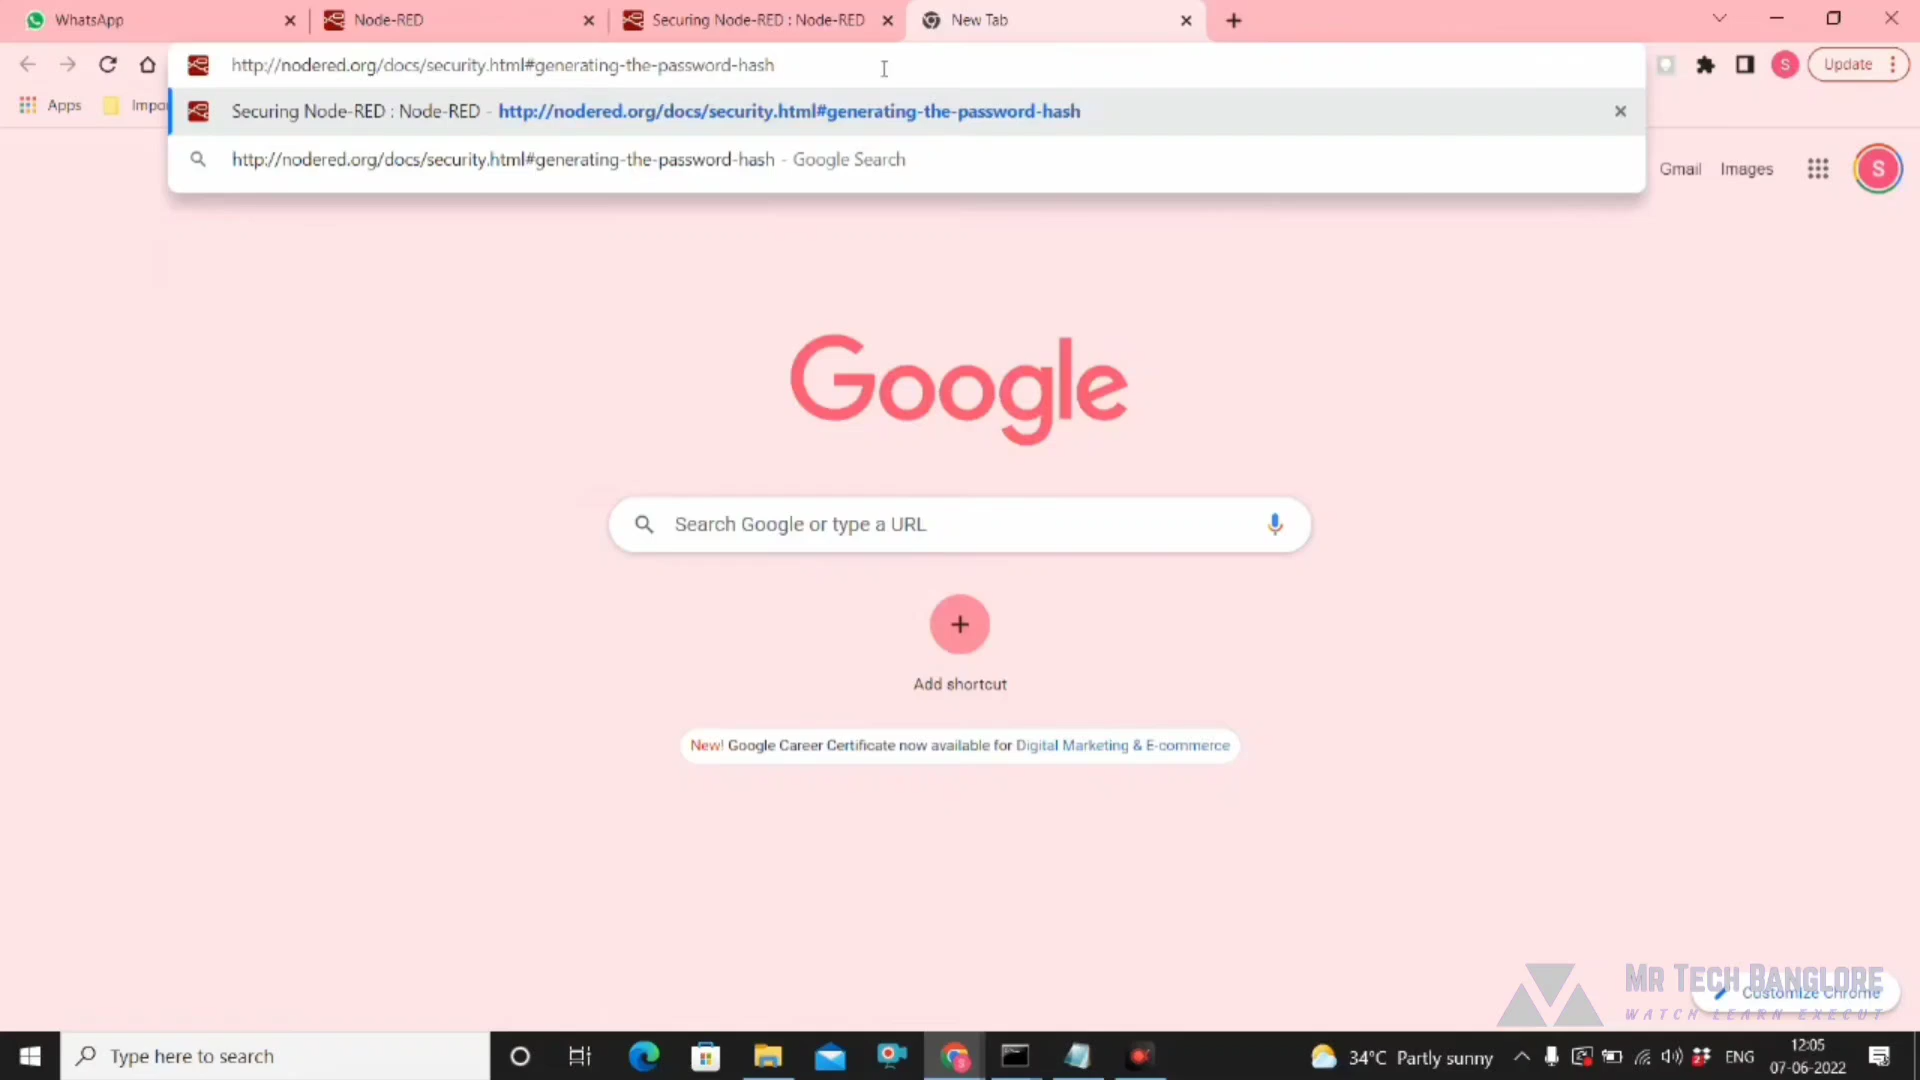 WhatsApp
Node-RED
Securing Node-RED : Node-RED
New Tab
http://nodered.org/docs/security.html#generating-the-password-hash
Update
Apps
Impo
Securing Node-RED : Node-RED - http://nodered.org/docs/security.html#generating-the-password-hash
http://nodered.org/docs/security.html#generating-the-password-hash - Google Search
Gmail
Images
S
S
Google
Search Google or type a URL
Add shortcut
New! Google Career Certificate now available for Digital Marketing & E-commerce
MR TECH BANGLORE
Customize Chrome
WATCH LEARN EXECUT
Type here to search
34°C Partly sunny
ENG
12:05
07-06-2022